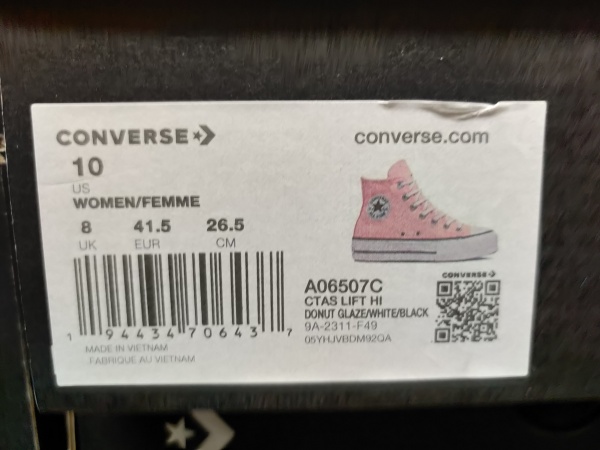 CONVERSE
converse.com
10
US
WOMEN/FEMME
8 41.5 26.5
UK EUR CM
A06507C
CTAS LIFT HI
DONUT GLAZE/WHITE/BLACK
9A-2311-F49
05YHJVBDM92QA
CONVERSE
1 94434 70643 7
MADE IN VIETNAM
FABRIQUÉ AU VIETNAM